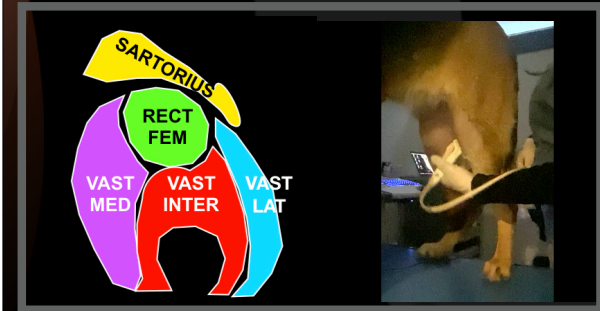 SARTORIUS
RECT
FEM
VAST
MED
VAST
INTER
VAST
LAT